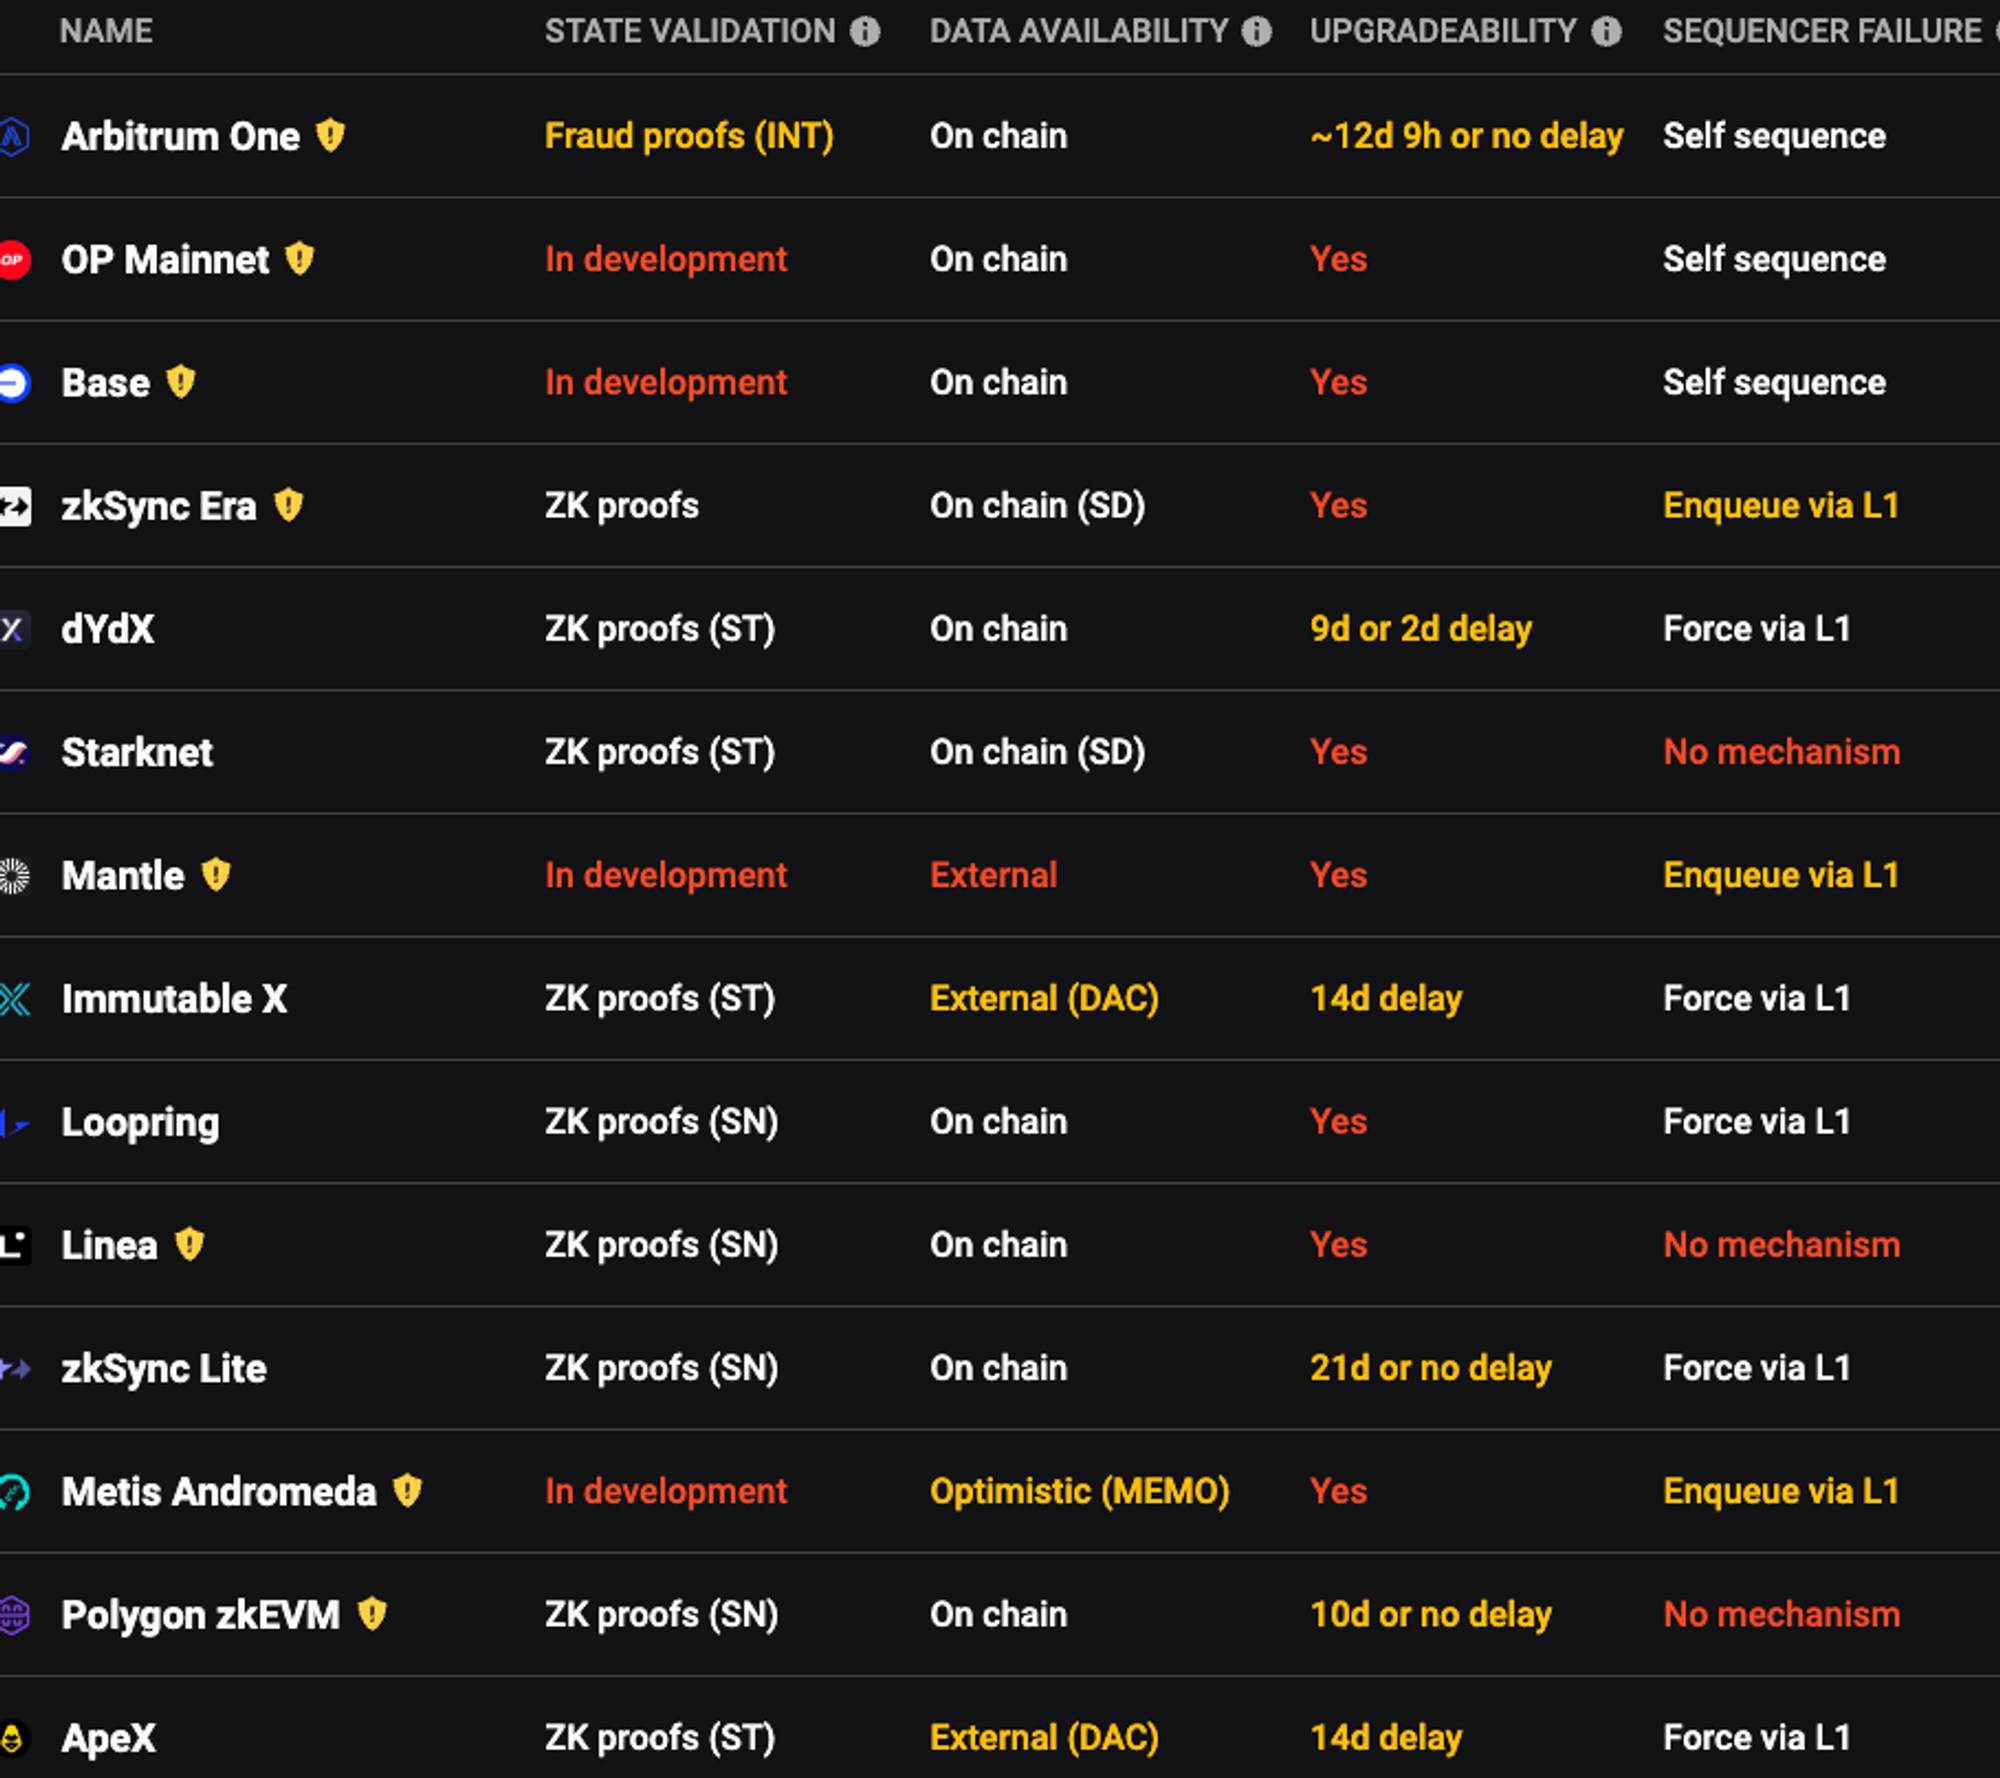 NAME STATE VALIDATION DATA AVAILABILITY UPGRADEABILITY SEQUENCER FAILURE
Arbitrum One Fraud proofs (INT) On chain ~12d 9h or no delay Self sequence
OP OP Mainnet In development On chain Yes Self sequence
Base In development On chain Yes Self sequence
zkSync Era ZK proofs On chain (SD) Yes Enqueue via L1
dYdX ZK proofs (ST) On chain 9d or 2d delay Force via L1
Starknet ZK proofs (ST) On chain (SD) Yes No mechanism
Mantle In development External Yes Enqueue via L1
Immutable X ZK proofs (ST) External (DAC) 14d delay Force via L1
Loopring ZK proofs (SN) On chain Yes Force via L1
Linea ZK proofs (SN) On chain Yes No mechanism
zkSync Lite ZK proofs (SN) On chain 21d or no delay Force via L1
Metis Andromeda In development Optimistic (MEMO) Yes Enqueue via L1
Polygon zkEVM ZK proofs (SN) On chain 10d or no delay No mechanism
ApeX ZK proofs (ST) External (DAC) 14d delay Force via L1